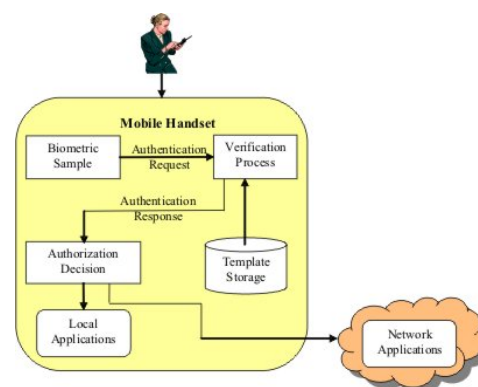 Mobile Handset
Biometric
Sample
Authentication
Request
Verification
Process
Authentication
Response
Authorization
Decision
Template
Storage
Local
Applications
Network
Applications